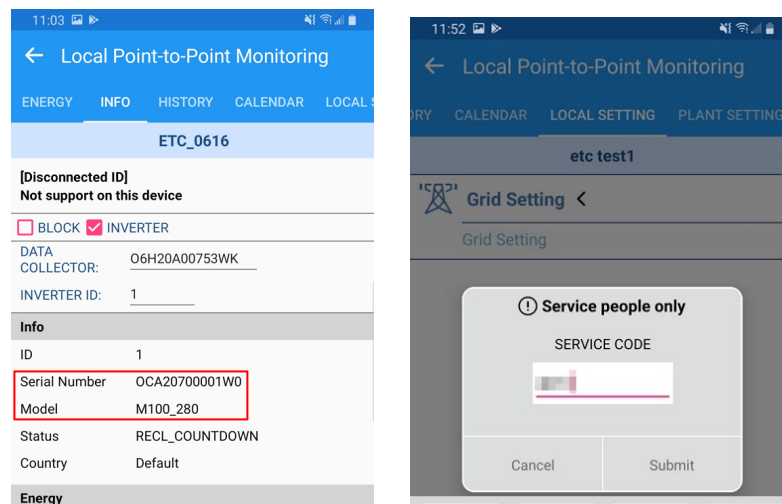 11:03
Local Point-to-Point Monitoring
ENERGY INFO HISTORY CALENDAR LOCAL
ETC_0616
[Disconnected ID]
Not support on this device
BLOCK INVERTER
DATA
COLLECTOR: O6H20A00753WK
INVERTER ID: 1
Info
ID 1
Serial Number OCA20700001W0
Model M100_280
Status RECL_COUNTDOWN
Country Default
Energy
11:52
Local Point-to-Point Monitoring
ORY CALENDAR LOCAL SETTING PLANT SETTING
etc test1
Grid Setting
Grid Setting
Service people only
SERVICE CODE
Cancel Submit